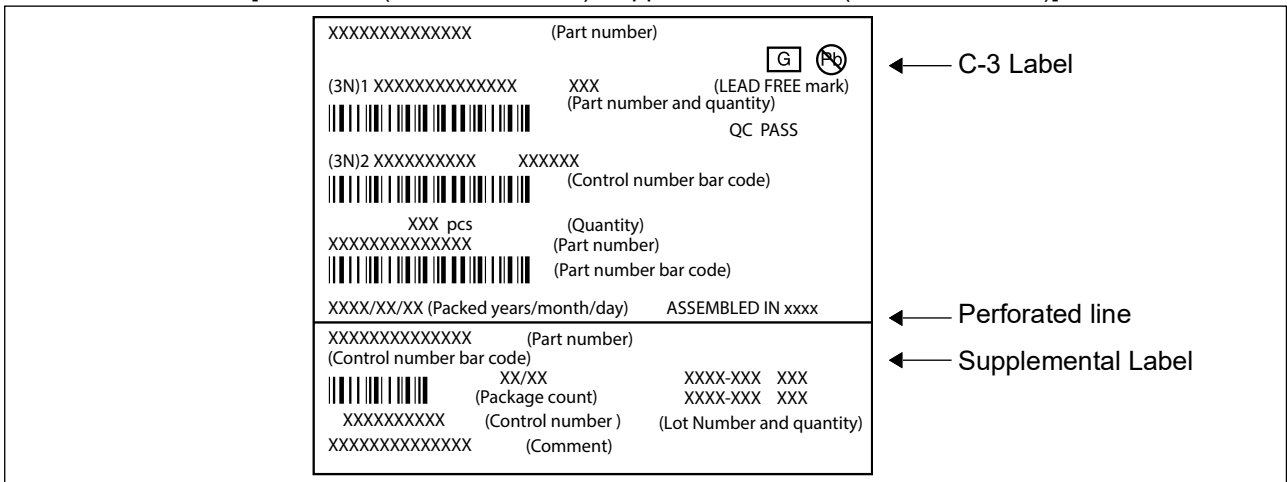 XXXXXXXXXXXXXX (Part number)
G Pb
C-3 Label
(3N)1 XXXXXXXXXXXXXX XXX (LEAD FREE mark)
(Part number and quantity)
QC PASS
(3N)2 XXXXXXXXXX XXXXXX
(Control number bar code)
XXX pcs (Quantity)
XXXXXXXXXXXXXX (Part number)
(Part number bar code)
XXXX/XX/XX (Packed years/month/day) ASSEMBLED IN xxxx
Perforated line
XXXXXXXXXXXXXX (Part number)
(Control number bar code)
Supplemental Label
XX/XX XXXX-XXX XXX
(Package count) XXXX-XXX XXX
XXXXXXXXXX (Control number ) (Lot Number and quantity)
XXXXXXXXXXXXXX (Comment)